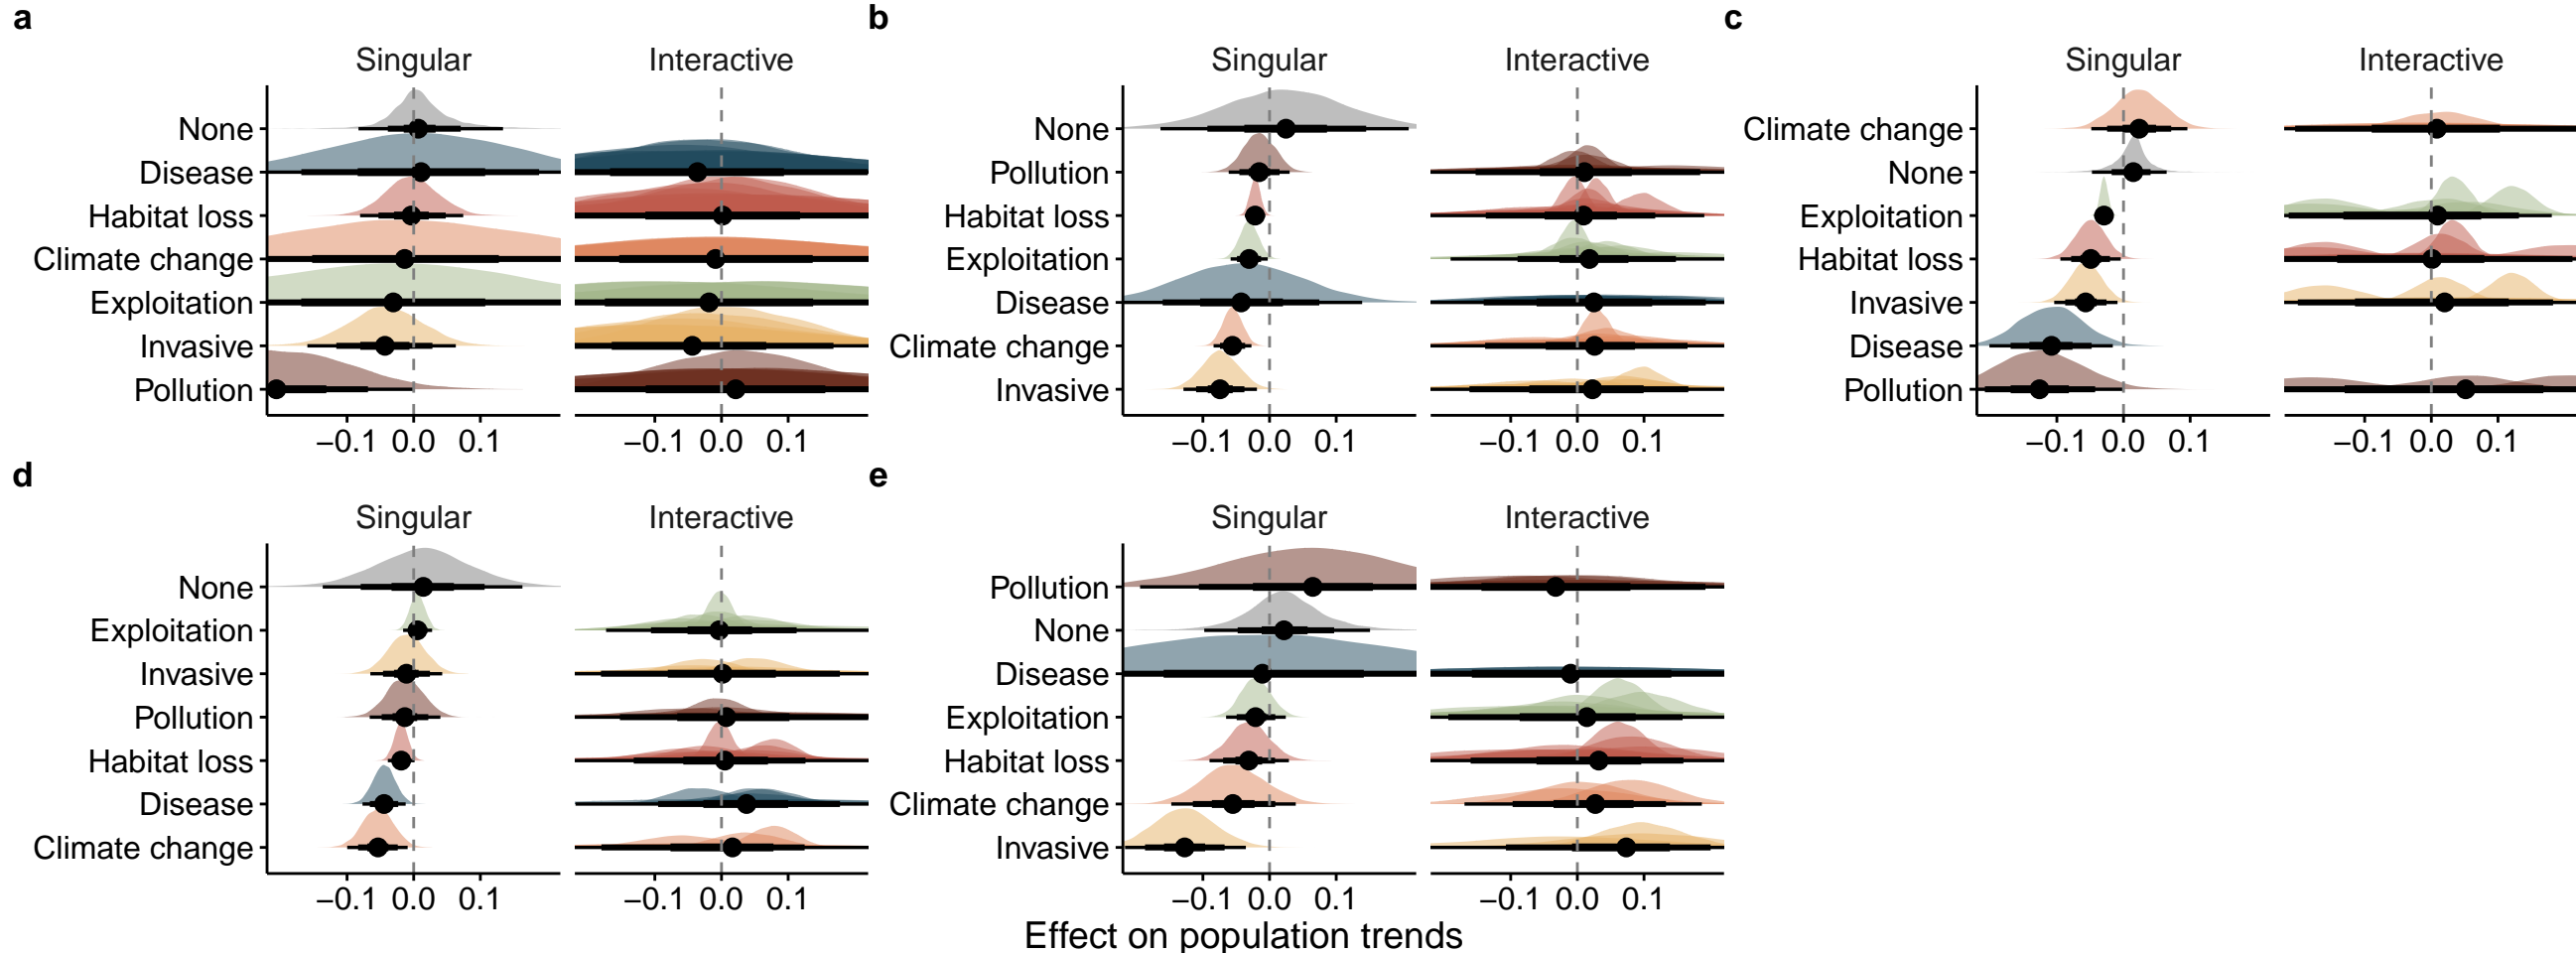 a
Singular Interactive
None
Disease
Habitat loss
Climate change
Exploitation
Invasive
Pollution
−0.1 0.0 0.1 −0.1 0.0 0.1
b
Singular Interactive
None
Pollution
Habitat loss
Exploitation
Disease
Climate change
Invasive
−0.1 0.0 0.1 −0.1 0.0 0.1
c
Singular Interactive
Climate change
None
Exploitation
Habitat loss
Invasive
Disease
Pollution
−0.1 0.0 0.1 −0.1 0.0 0.1
d
Singular Interactive
None
Exploitation
Invasive
Pollution
Habitat loss
Disease
Climate change
−0.1 0.0 0.1 −0.1 0.0 0.1
e
Singular Interactive
Pollution
None
Disease
Exploitation
Habitat loss
Climate change
Invasive
−0.1 0.0 0.1 −0.1 0.0 0.1
Effect on population trends